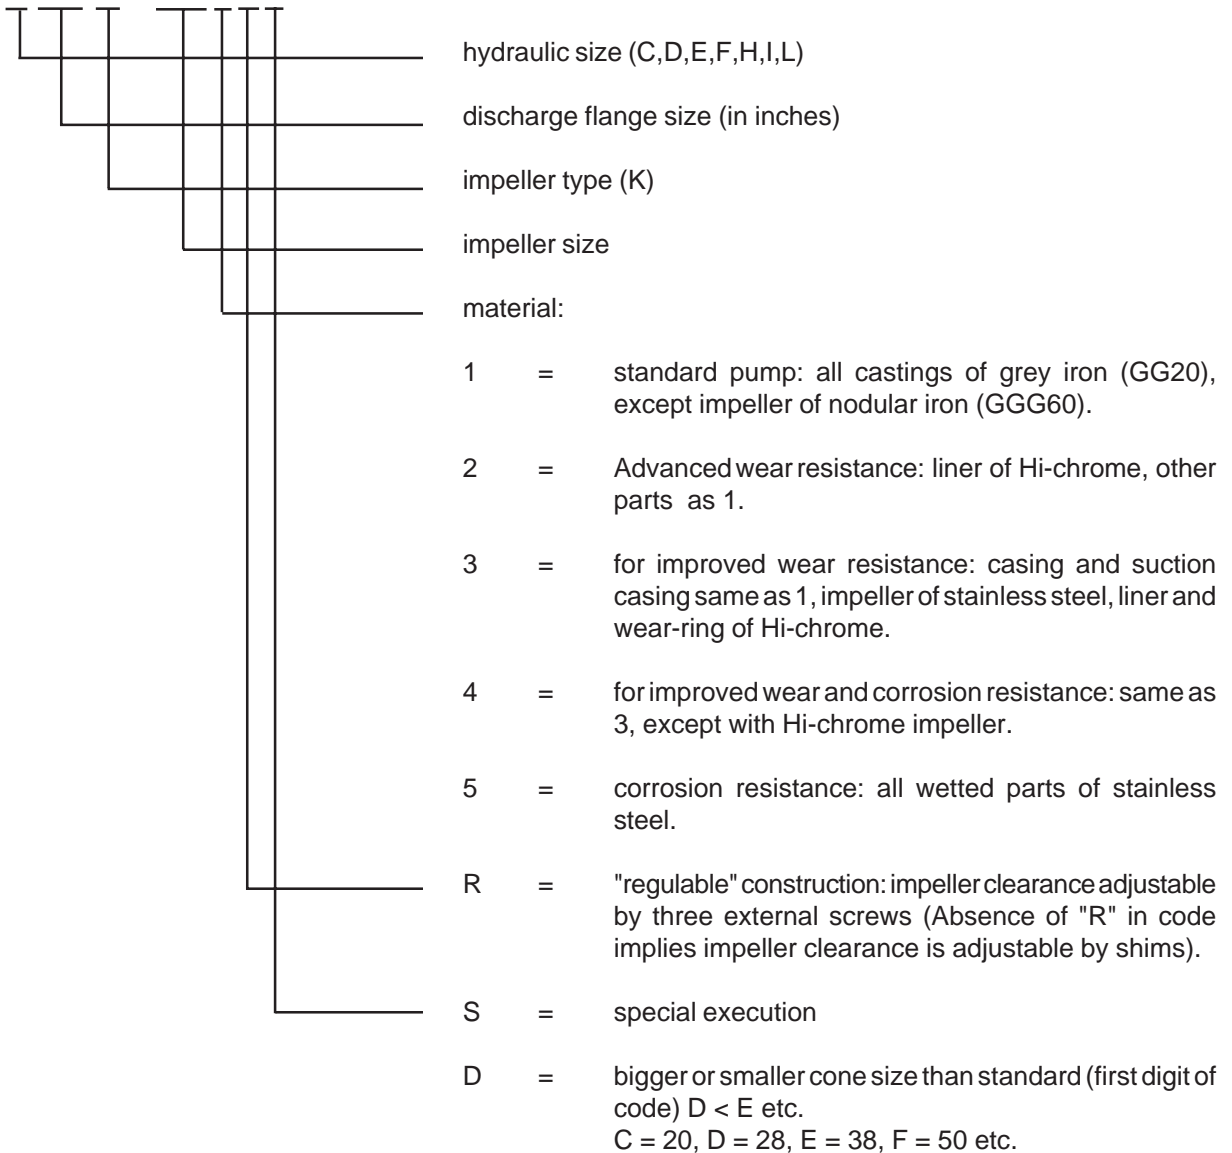 hydraulic size (C,D,E,F,H,I,L)
discharge flange size (in inches)
impeller type (K)
impeller size
material:
1 = standard pump: all castings of grey iron (GG20),
except impeller of nodular iron (GGG60).
2 = Advanced wear resistance: liner of Hi-chrome, other
parts as 1.
3 = for improved wear resistance: casing and suction
casing same as 1, impeller of stainless steel, liner and
wear-ring of Hi-chrome.
4 = for improved wear and corrosion resistance: same as
3, except with Hi-chrome impeller.
5 = corrosion resistance: all wetted parts of stainless
steel.
R = "regulable" construction: impeller clearance adjustable
by three external screws (Absence of "R" in code
implies impeller clearance is adjustable by shims).
S = special execution
D = bigger or smaller cone size than standard (first digit of
code) D < E etc.
C = 20, D = 28, E = 38, F = 50 etc.